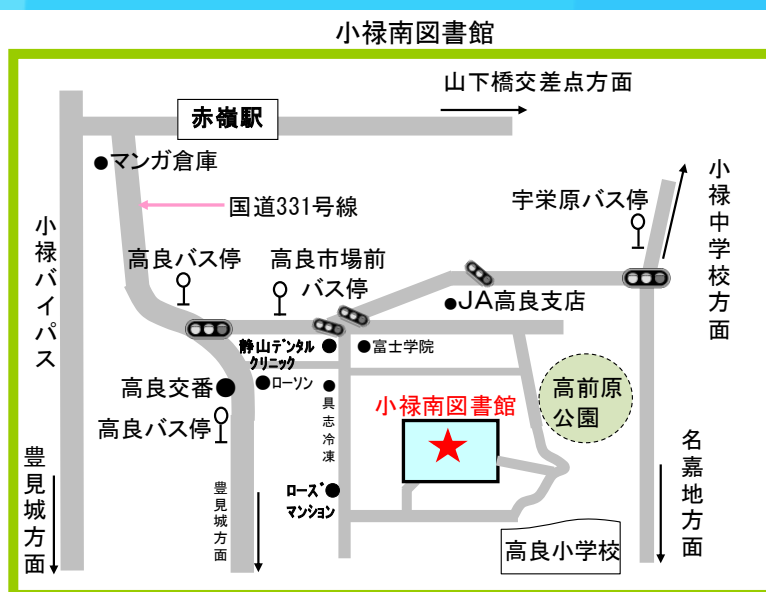 小禄南図書館
山下橋交差点方面
赤嶺駅
●マンガ倉庫
小禄中学校方面
宇栄原バス停
国道331号線
小禄バイパス
高良バス停
高良市場前
バス停
●JA高良支店
静山デンタル
クリニック
●富士学院
●ローソン
高良交番
具志冷凍
小禄南図書館
高前原
公園
高良バス停
名嘉地方面
豊見城方面
豊見城方面
ローズ
マンション
高良小学校